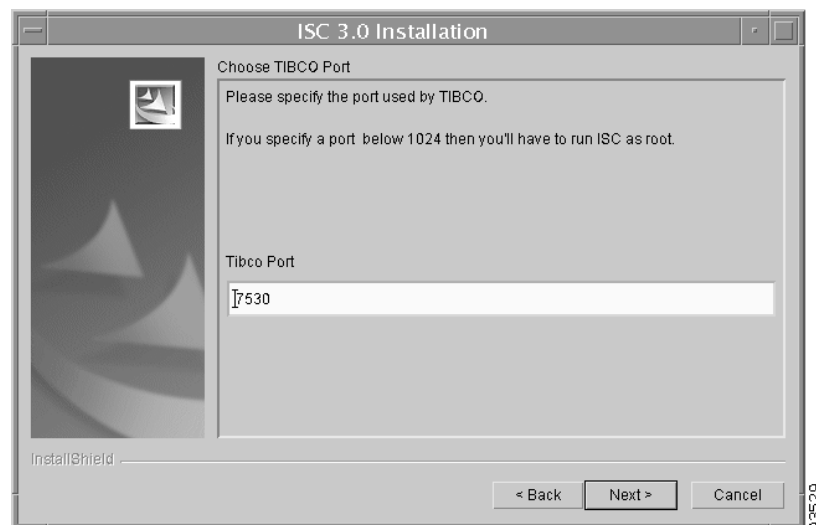 ISC 3.0 Installation
Choose TIBCO Port
Please specify the port used by TIBCO.
If you specify a port below 1024 then you'll have to run ISC as root.
Tibco Port
7530
InstallShield
< Back
Next >
Cancel